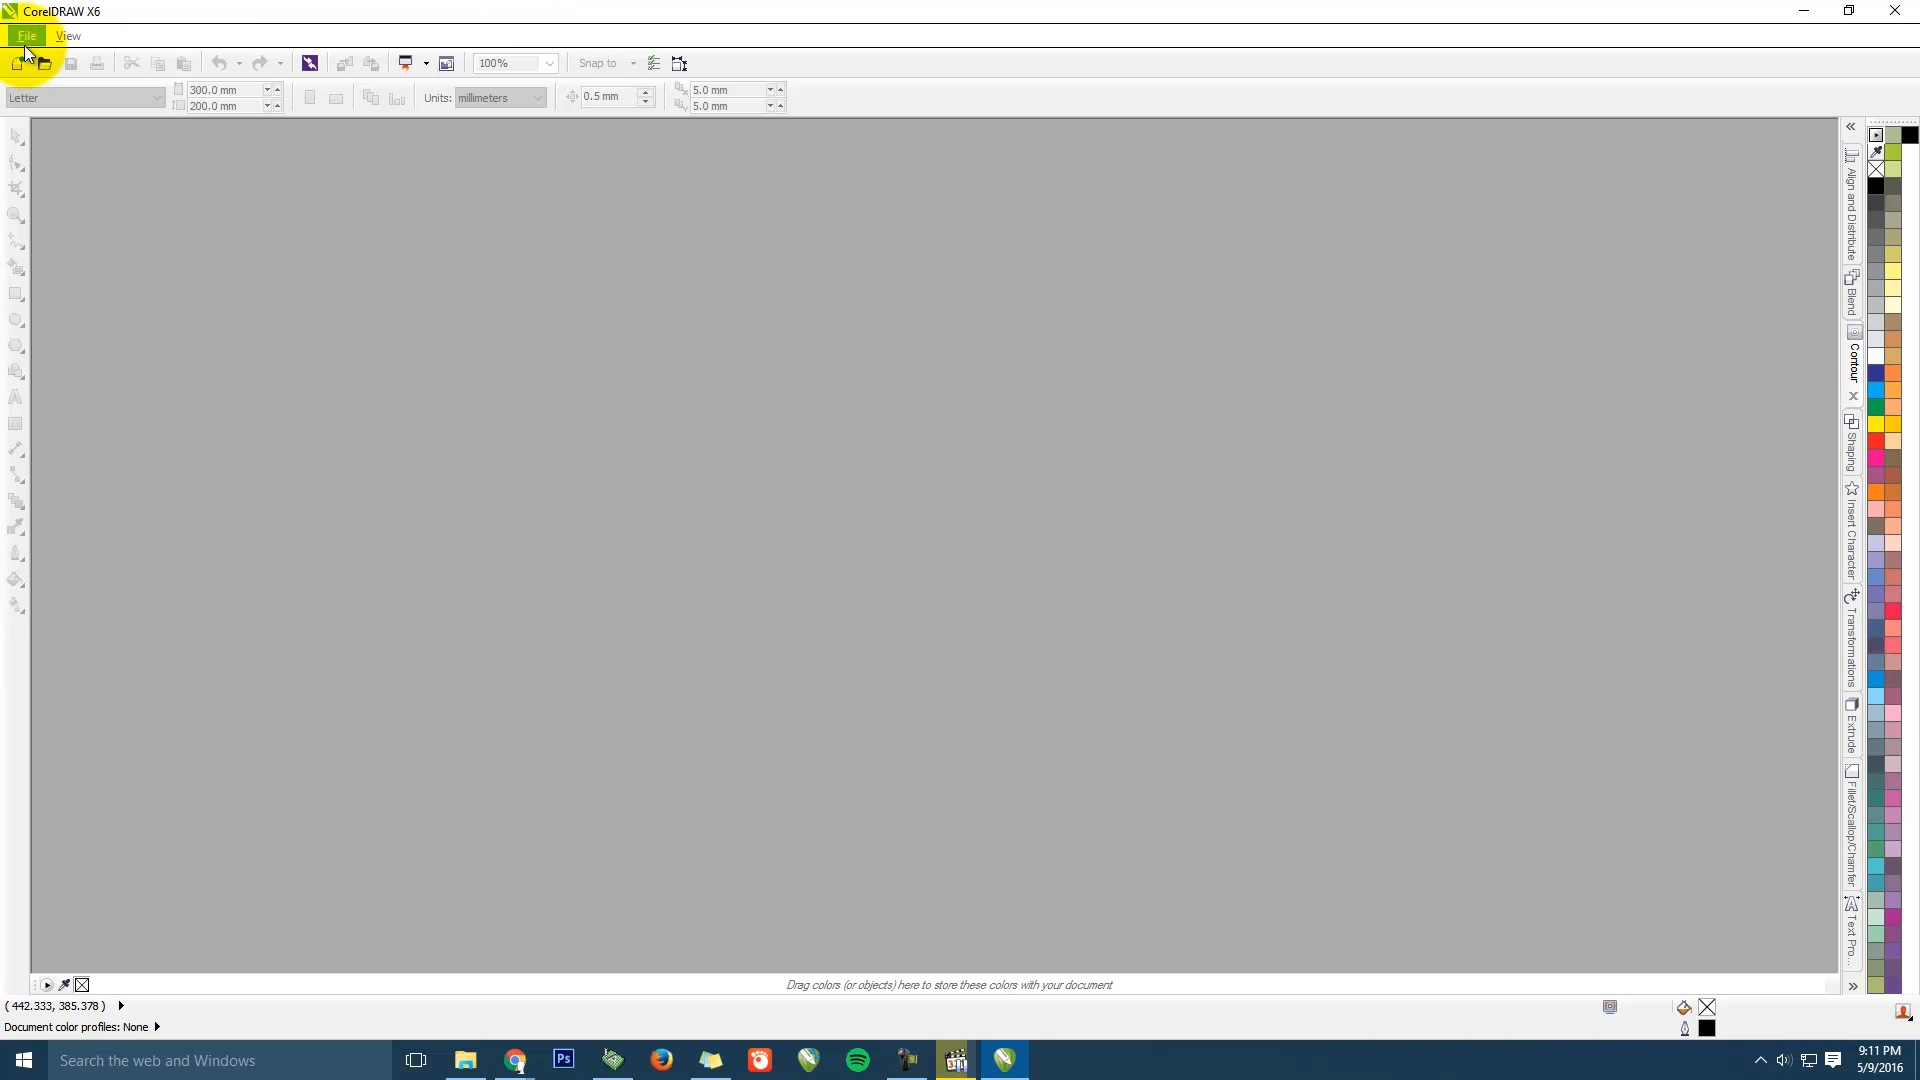 CorelDRAW X6
File View
100% Snap to
Letter 300.0 mm 200.0 mm Units: millimeters 0.5 mm 5.0 mm 5.0 mm
Align and Distribute
Blend
Contour
Shaping
Insert Character
Transformations
Extrude
Fillet/Scallop/Chamfer
Text Pro...
Drag colors (or objects) here to store these colors with your document
( 442.333, 385.378 )
Document color profiles: None
Search the web and Windows
Ps
9:11 PM
5/9/2016